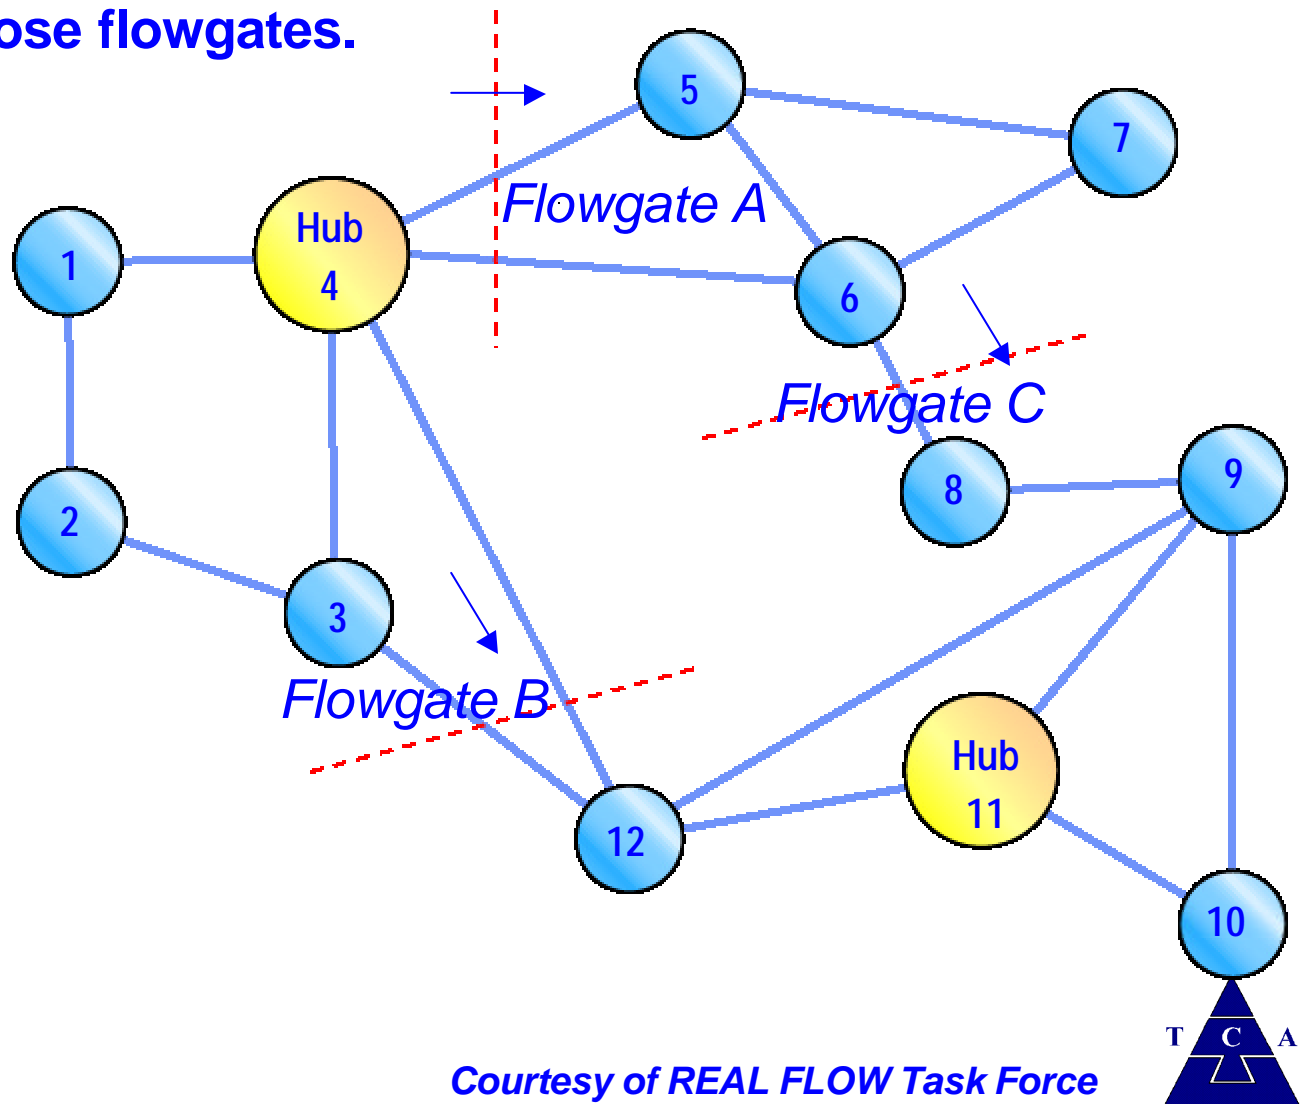 ose flowgates.
5
7
Flowgate A
Hub
4
1
6
Flowgate C
9
8
2
3
Flowgate B
Hub
11
12
10
T C A
Courtesy of REAL FLOW Task Force